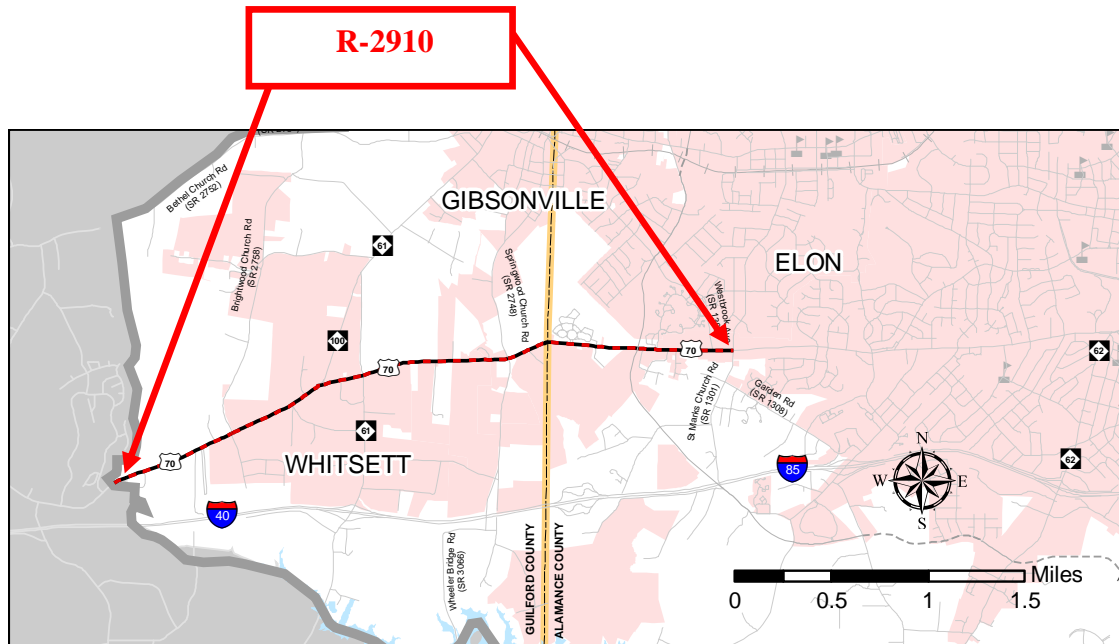 R-2910
Bethel Church Rd
(SR 2752)
GIBSONVILLE
61
Brightwood Church Rd
(SR 2758)
Springwood Church Rd
(SR 2748)
ELON
Westbrook Ave
100
70
70
62
Garden Rd
(SR 1308)
St Marks Church Rd
(SR 1301)
61
WHITSETT
70
62
85
N
W
E
S
40
Wheeler Bridge Rd
(SR 3066)
GUILFORD COUNTY
ALAMANCE COUNTY
Miles
0
0.5
1
1.5